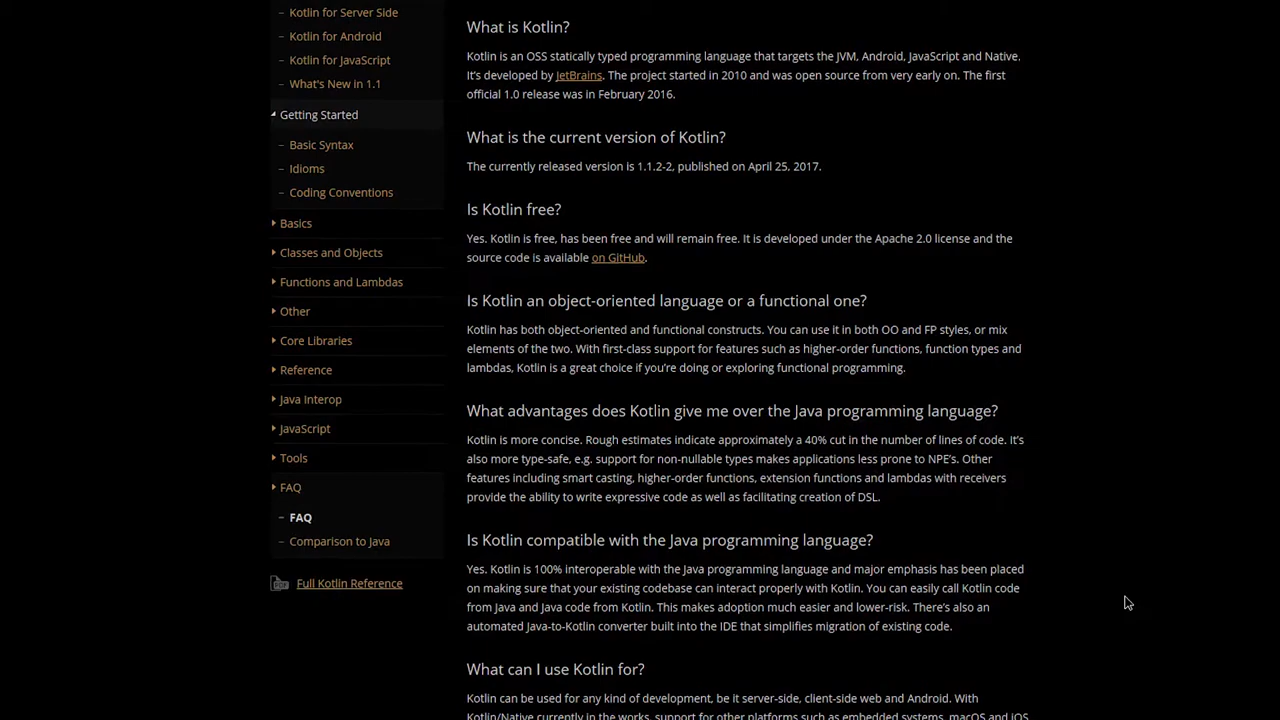 Kotlin for Server Side
Kotlin for Android
Kotlin for JavaScript
What's New in 1.1
Getting Started
Basic Syntax
Idioms
Coding Conventions
Basics
Classes and Objects
Functions and Lambdas
Other
Core Libraries
Reference
Java Interop
JavaScript
Tools
FAQ
FAQ
Comparison to Java
Full Kotlin Reference
What is Kotlin?
Kotlin is an OSS statically typed programming language that targets the JVM, Android, JavaScript and Native.
It's developed by JetBrains. The project started in 2010 and was open source from very early on. The first
official 1.0 release was in February 2016.
What is the current version of Kotlin?
The currently released version is 1.1.2-2, published on April 25, 2017.
Is Kotlin free?
Yes. Kotlin is free, has been free and will remain free. It is developed under the Apache 2.0 license and the
source code is available on GitHub.
Is Kotlin an object-oriented language or a functional one?
Kotlin has both object-oriented and functional constructs. You can use it in both OO and FP styles, or mix
elements of the two. With first-class support for features such as higher-order functions, function types and
lambdas, Kotlin is a great choice if you're doing or exploring functional programming.
What advantages does Kotlin give me over the Java programming language?
Kotlin is more concise. Rough estimates indicate approximately a 40% cut in the number of lines of code. It's
also more type-safe, e.g. support for non-nullable types makes applications less prone to NPE's. Other
features including smart casting, higher-order functions, extension functions and lambdas with receivers
provide the ability to write expressive code as well as facilitating creation of DSL.
Is Kotlin compatible with the Java programming language?
Yes. Kotlin is 100% interoperable with the Java programming language and major emphasis has been placed
on making sure that your existing codebase can interact properly with Kotlin. You can easily call Kotlin code
from Java and Java code from Kotlin. This makes adoption much easier and lower-risk. There's also an
automated Java-to-Kotlin converter built into the IDE that simplifies migration of existing code.
What can I use Kotlin for?
Kotlin can be used for any kind of development, be it server-side, client-side web and Android. With
Kotlin/Native currently in the works, support for other platforms such as embedded systems, macOS and iOS